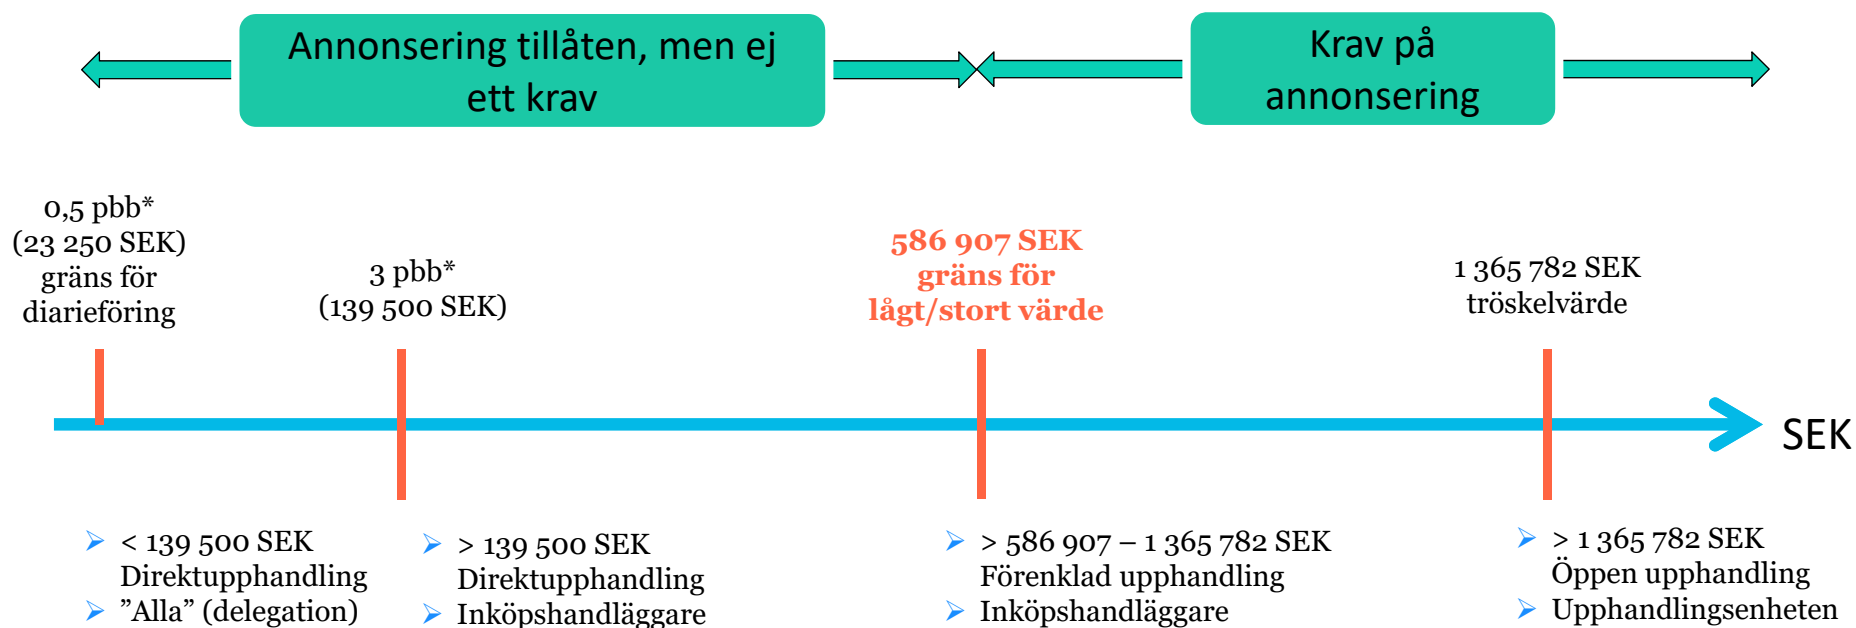 Annonsering tillåten, men ej
ett krav
Krav på
annonsering
0,5 pbb*
(23 250 SEK)
gräns för
diarieföring
3 pbb*
(139 500 SEK)
586 907 SEK
gräns för
lågt/stort värde
1 365 782 SEK
tröskelvärde
SEK
➢ < 139 500 SEK
Direktupphandling
➢ ”Alla” (delegation)
➢ > 139 500 SEK
Direktupphandling
➢ Inköpshandläggare
➢ > 586 907 – 1 365 782 SEK
Förenklad upphandling
➢ Inköpshandläggare
➢ > 1 365 782 SEK
Öppen upphandling
➢ Upphandlingsenheten